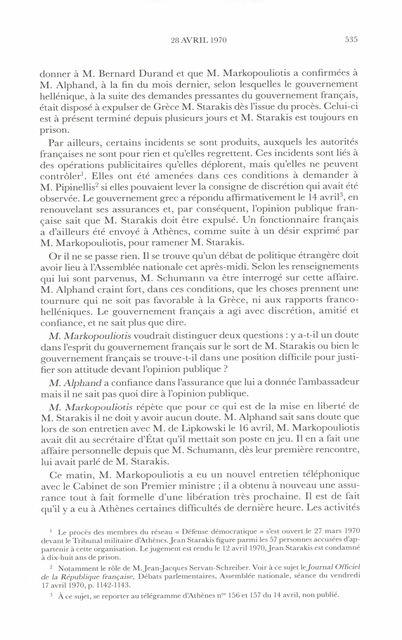 28 AVRIL 1970 535
donner à M. Bernard Durand et que M. Markopouliotis a confirmées à
M. Alphand, à la fin du mois dernier, selon lesquelles le gouvernement
hellénique, à la suite des demandes pressantes du gouvernement français,
était disposé à expulser de Grèce M. Starakis dès l'issue du procès. Celui-ci
est à présent terminé depuis plusieurs jours et M. Starakis est toujours en
prison.
Par ailleurs, certains incidents se sont produits, auxquels les autorités
françaises ne sont pour rien et qu'elles regrettent. Ces incidents sont liés à
des opérations publicitaires qu'elles déplorent, mais qu'elles ne peuvent
contrôler¹. Elles ont été amenées dans ces conditions à demander à
M. Pipinellis² si elles pouvaient lever la consigne de discrétion qui avait été
observée. Le gouvernement grec a répondu affirmativement le 14 avril³, en
renouvelant ses assurances et, par conséquent, l'opinion publique fran-
çaise sait que M. Starakis doit être expulsé. Un fonctionnaire français
a d'ailleurs été envoyé à Athènes, comme suite à un désir exprimé par
M. Markopouliotis, pour ramener M. Starakis.
Or il ne se passe rien. Il se trouve qu'un débat de politique étrangère doit
avoir lieu à l'Assemblée nationale cet après-midi. Selon les renseignements
qui lui sont parvenus, M. Schumann va être interrogé sur cette affaire.
M. Alphand craint fort, dans ces conditions, que les choses prennent une
tournure qui ne soit pas favorable à la Grèce, ni aux rapports franco-
helléniques. Le gouvernement français a agi avec discrétion, amitié et
confiance, et ne sait plus que dire.
M. Markopouliotis voudrait distinguer deux questions : y a-t-il un doute
dans l'esprit du gouvernement français sur le sort de M. Starakis ou bien le
gouvernement français se trouve-t-il dans une position difficile pour justi-
fier son attitude devant l'opinion publique ?
M. Alphand a confiance dans l'assurance que lui a donnée l'ambassadeur
mais il ne sait pas quoi dire à l'opinion publique.
M. Markopouliotis répète que pour ce qui est de la mise en liberté de
M. Starakis il ne doit y avoir aucun doute. M. Alphand sait sans doute que
lors de son entretien avec M. de Lipkowski le 16 avril, M. Markopouliotis
avait dit au secrétaire d'État qu'il mettait son poste en jeu. Il en a fait une
affaire personnelle depuis que M. Schumann, dès leur première rencontre,
lui avait parlé de M. Starakis.
Ce matin, M. Markopouliotis a eu un nouvel entretien téléphonique
avec le Cabinet de son Premier ministre ; il a obtenu à nouveau une assu-
rance tout à fait formelle d'une libération très prochaine. Il est de fait
qu'il y a eu à Athènes certaines difficultés de dernière heure. Les activités
¹ Le procès des membres du réseau « Défense démocratique » s'est ouvert le 27 mars 1970
devant le Tribunal militaire d'Athènes. Jean Starakis figure parmi les 57 personnes accusées d'ap-
partenir à cette organisation. Le jugement est rendu le 12 avril 1970, Jean Starakis est condamné
à dix-huit ans de prison.
² Notamment le rôle de M. Jean-Jacques Servan-Schreiber. Voir à ce sujet le Journal Officiel
de la République française, Débats parlementaires, Assemblée nationale, séance du vendredi
17 avril 1970, p. 1142-1143.
³ À ce sujet, se reporter au télégramme d'Athènes nos 156 et 157 du 14 avril, non publié.